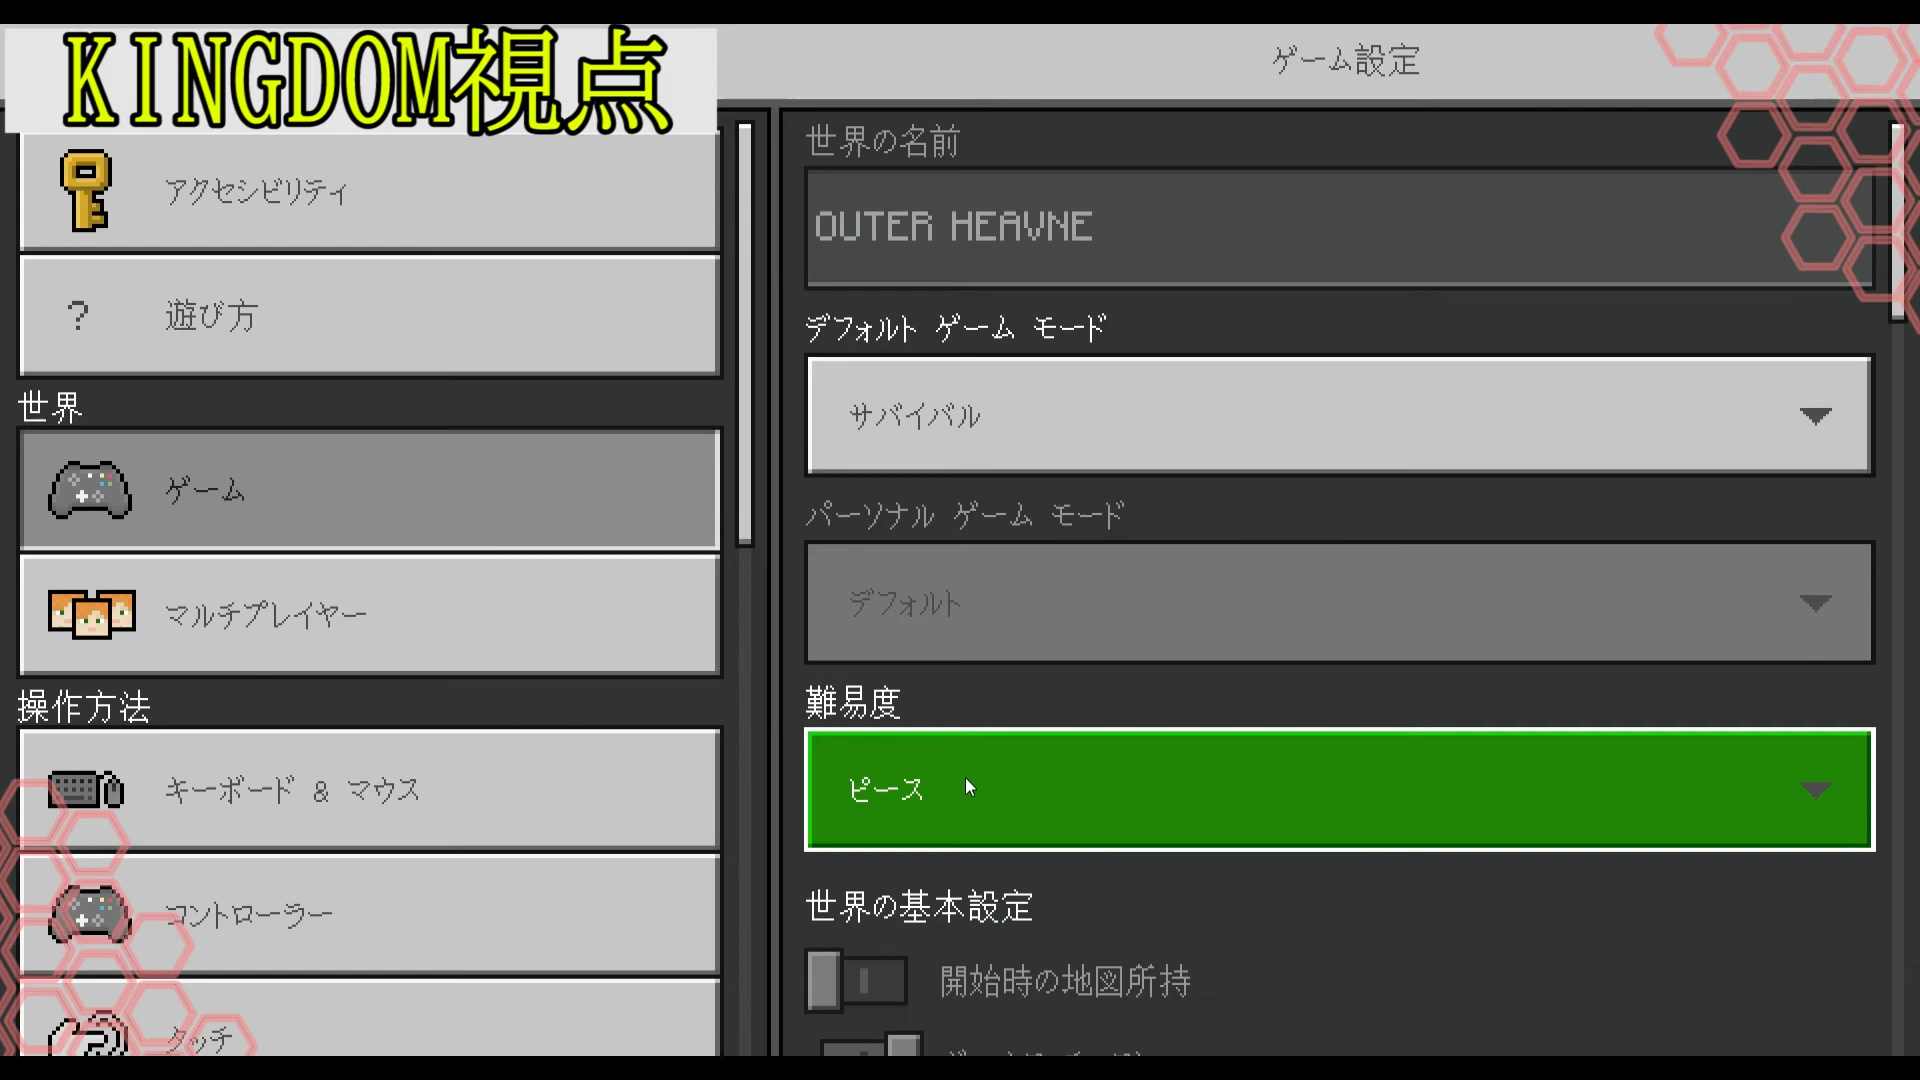 KINGDOM視点
ゲーム設定
アクセシビリティ
? 遊び方
世界
ゲーム
マルチプレイヤー
操作方法
キーボード & マウス
コントローラー
タッチ
世界の名前
OUTER HEAVNE
デフォルト ゲーム モード
サバイバル
パーソナル ゲーム モード
デフォルト
難易度
ピース
世界の基本設定
開始時の地図所持